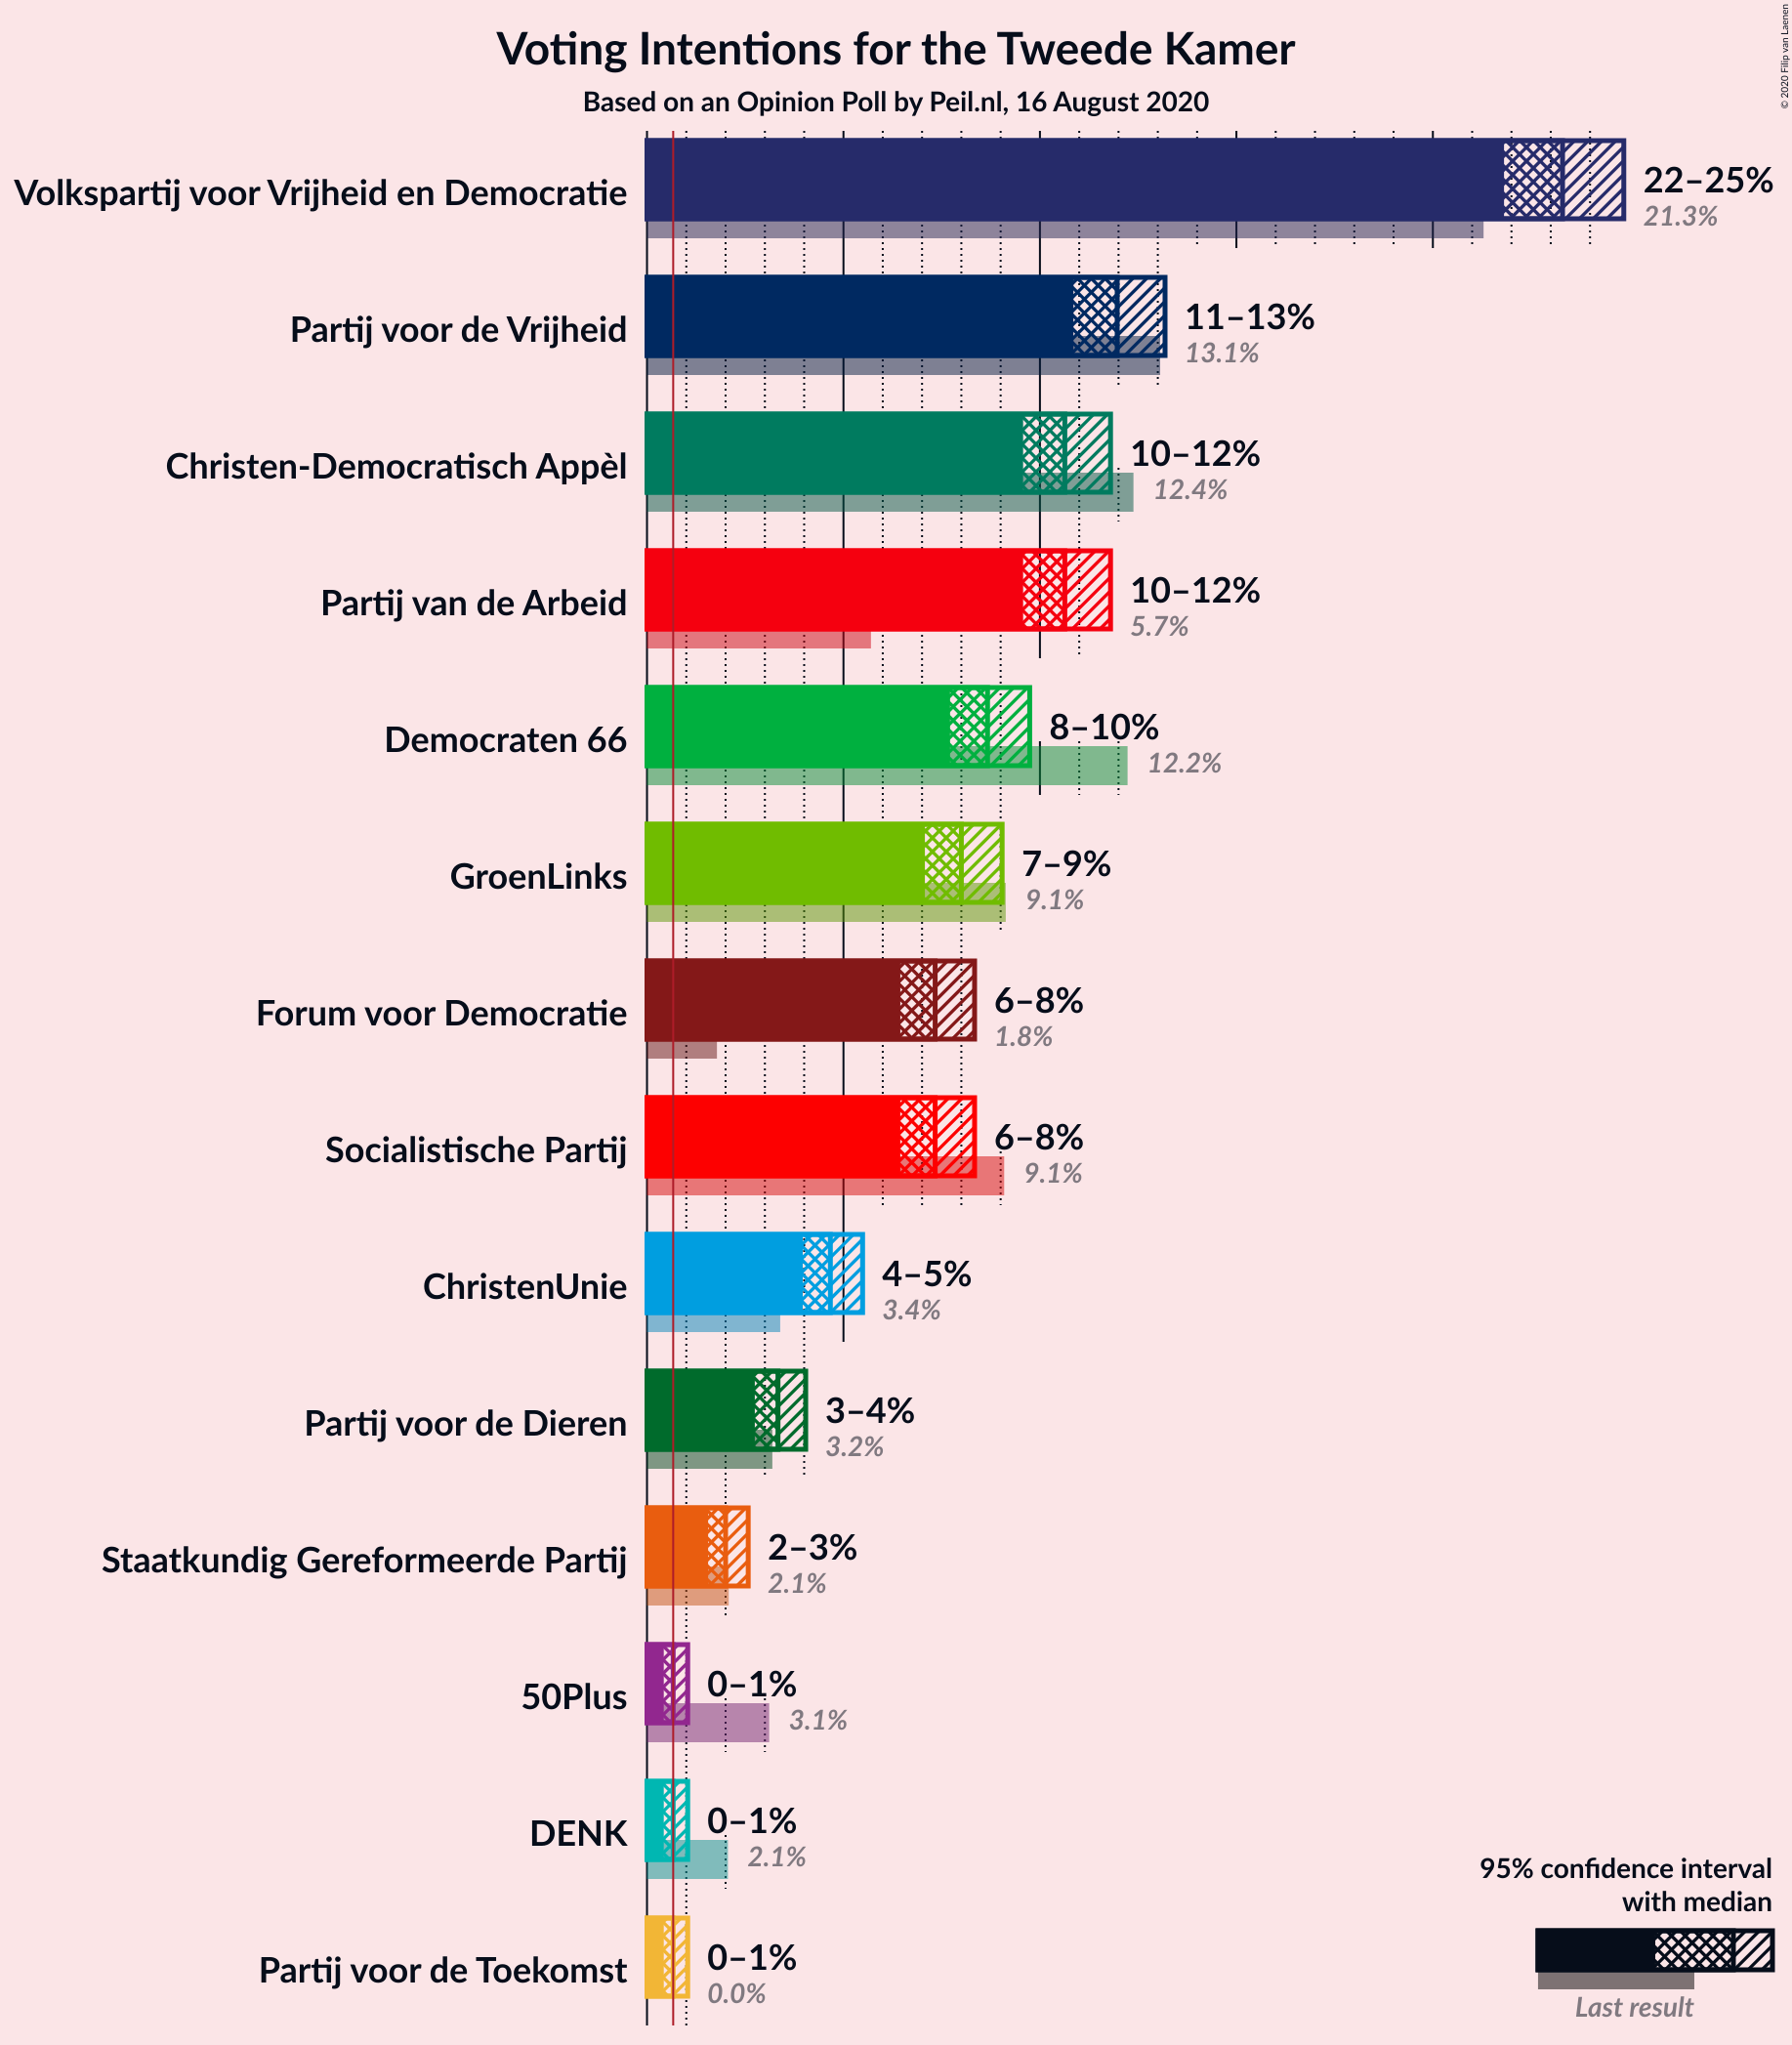 Voting Intentions for the Tweede Kamer
Based on an Opinion Poll by Peil.nl, 16 August 2020
© 2020 Filip van Laenen
Volkspartij voor Vrijheid en Democratie
22–25%
21.3%
Partij voor de Vrijheid
11–13%
13.1%
Christen-Democratisch Appèl
10–12%
12.4%
Partij van de Arbeid
10–12%
5.7%
Democraten 66
8–10%
12.2%
GroenLinks
7–9%
9.1%
Forum voor Democratie
6–8%
1.8%
Socialistische Partij
6–8%
9.1%
ChristenUnie
4–5%
3.4%
Partij voor de Dieren
3–4%
3.2%
Staatkundig Gereformeerde Partij
2–3%
2.1%
50Plus
0–1%
3.1%
DENK
0–1%
2.1%
Partij voor de Toekomst
0–1%
0.0%
95% confidence interval
with median
Last result